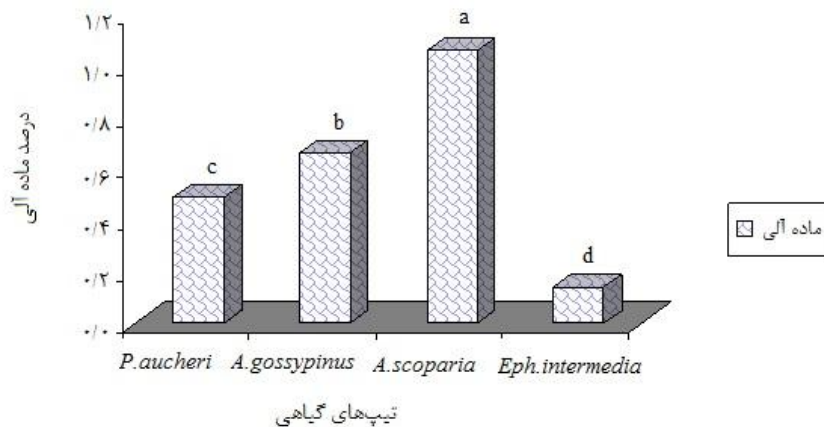 درصد ماده آلی
۱/۲
۱/۰
۰/۸
۰/۶
۰/۴
۰/۲
۰/۰
c
b
a
d
P.aucheri A.gossypinus A.scoparia Eph.intermedia
تیپ‌های گیاهی
ماده آلی